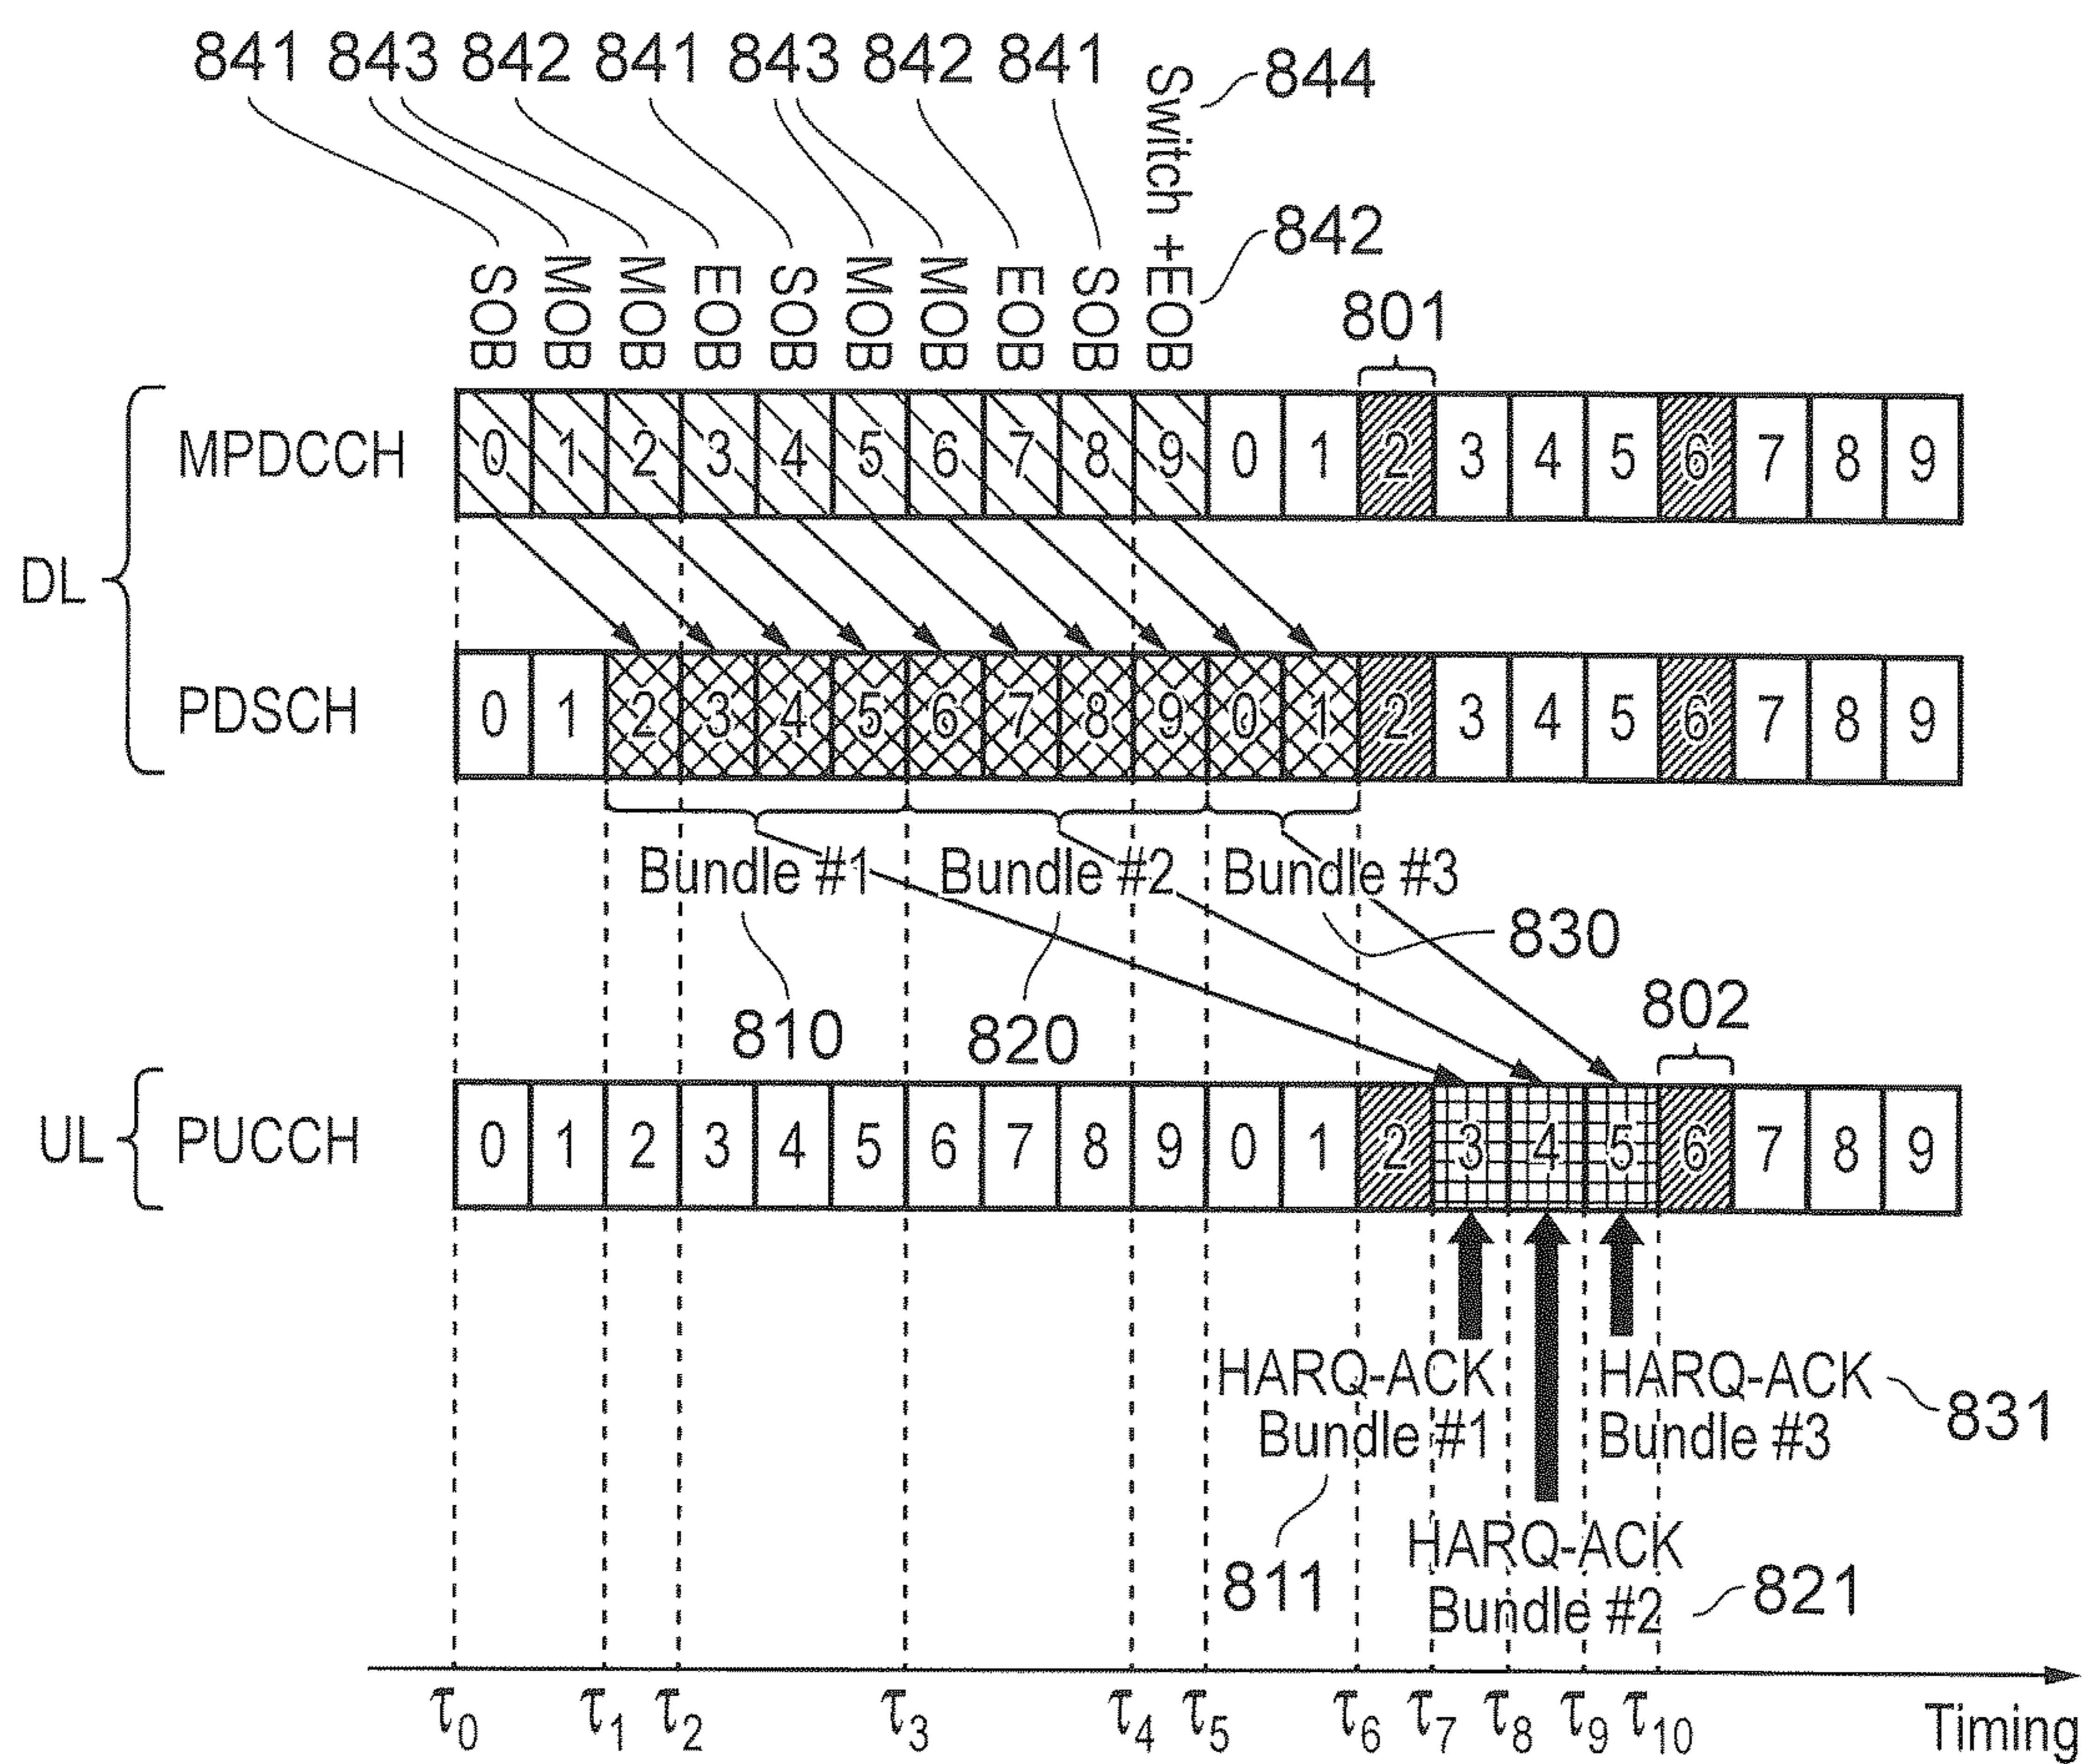 841 843 842 841 843 842 841
Switch +EOB
844
842
SOB MOB MOB EOB SOB MOB MOB EOB SOB
801
MPDCCH 0 1 2 3 4 5 6 7 8 9 0 1 2 3 4 5 6 7 8 9
DL
PDSCH 0 1 2 3 4 5 6 7 8 9 0 1 2 3 4 5 6 7 8 9
Bundle #1 Bundle #2 Bundle #3
830
810 820 802
UL PUCCH 0 1 2 3 4 5 6 7 8 9 0 1 2 3 4 5 6 7 8 9
HARQ-ACK
Bundle #1
811
HARQ-ACK
Bundle #2
821
HARQ-ACK
Bundle #3
831
τ0 τ1 τ2 τ3 τ4 τ5 τ6 τ7 τ8 τ9 τ10 Timing